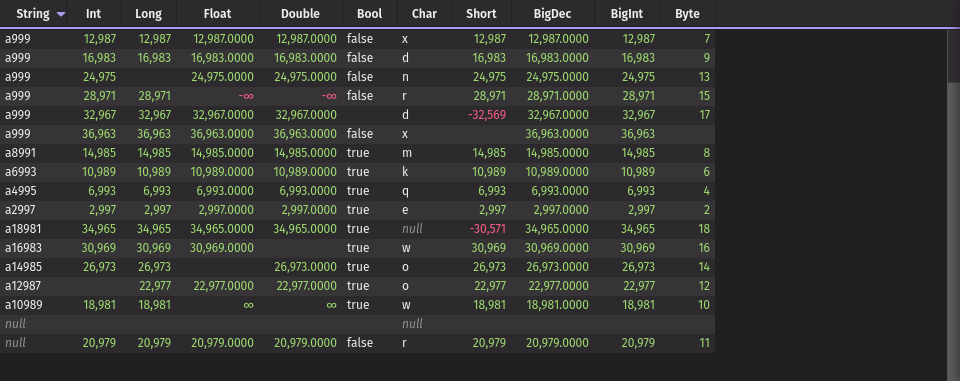 String Int Long Float Double Bool Char Short BigDec BigInt Byte
a999 12,987 12,987 12,987.0000 12,987.0000 false x 12,987 12,987.0000 12,987 7
a999 16,983 16,983 16,983.0000 16,983.0000 false d 16,983 16,983.0000 16,983 9
a999 24,975 24,975.0000 24,975.0000 false n 24,975 24,975.0000 24,975 13
a999 28,971 28,971 -∞ -∞ false r 28,971 28,971.0000 28,971 15
a999 32,967 32,967 32,967.0000 32,967.0000 d -32,569 32,967.0000 32,967 17
a999 36,963 36,963 36,963.0000 36,963.0000 false x 36,963.0000 36,963
a8991 14,985 14,985 14,985.0000 14,985.0000 true m 14,985 14,985.0000 14,985 8
a6993 10,989 10,989 10,989.0000 10,989.0000 true k 10,989 10,989.0000 10,989 6
a4995 6,993 6,993 6,993.0000 6,993.0000 true q 6,993 6,993.0000 6,993 4
a2997 2,997 2,997 2,997.0000 2,997.0000 true e 2,997 2,997.0000 2,997 2
a18981 34,965 34,965 34,965.0000 34,965.0000 true null -30,571 34,965.0000 34,965 18
a16983 30,969 30,969 30,969.0000 true w 30,969 30,969.0000 30,969 16
a14985 26,973 26,973 26,973.0000 true o 26,973 26,973.0000 26,973 14
a12987 22,977 22,977.0000 22,977.0000 true o 22,977 22,977.0000 22,977 12
a10989 18,981 18,981 ∞ ∞ true w 18,981 18,981.0000 18,981 10
null null
null 20,979 20,979 20,979.0000 20,979.0000 false r 20,979 20,979.0000 20,979 11